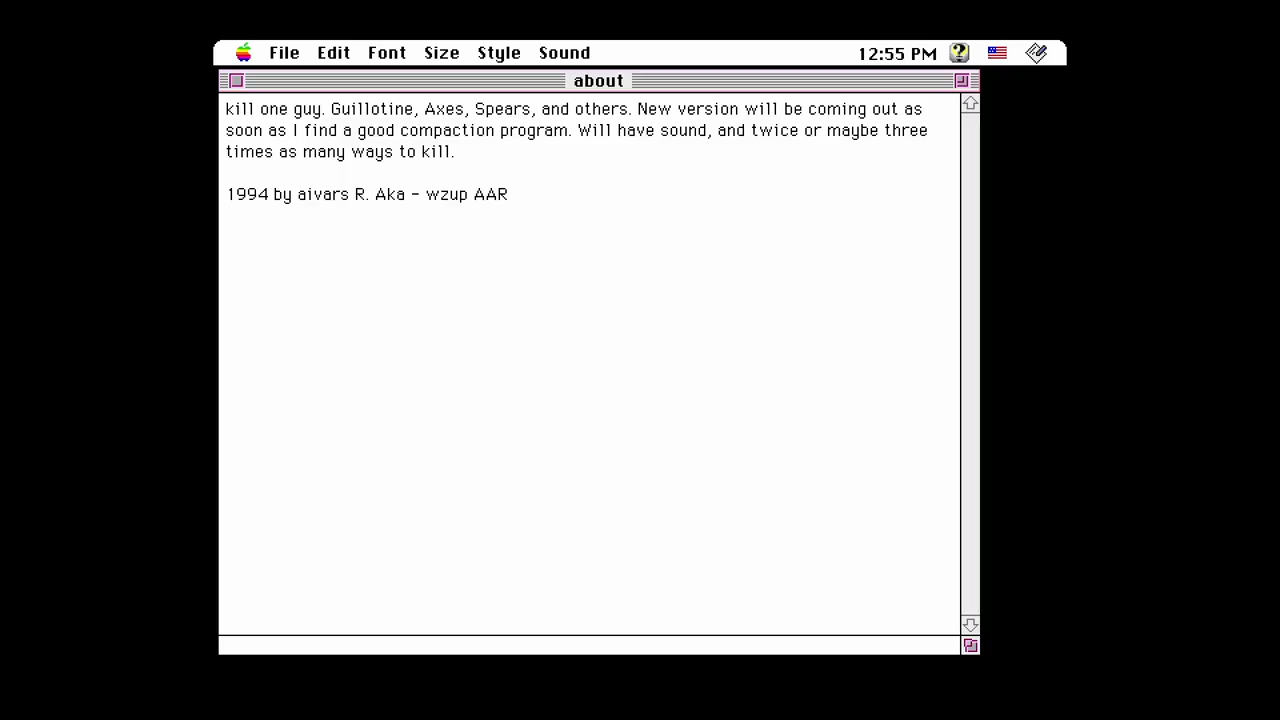 File Edit Font Size Style Sound 12:55 PM
about
kill one guy. Guillotine, Axes, Spears, and others. New version will be coming out as
soon as I find a good compaction program. Will have sound, and twice or maybe three
times as many ways to kill.
1994 by aivars R. Aka - wzup AAR